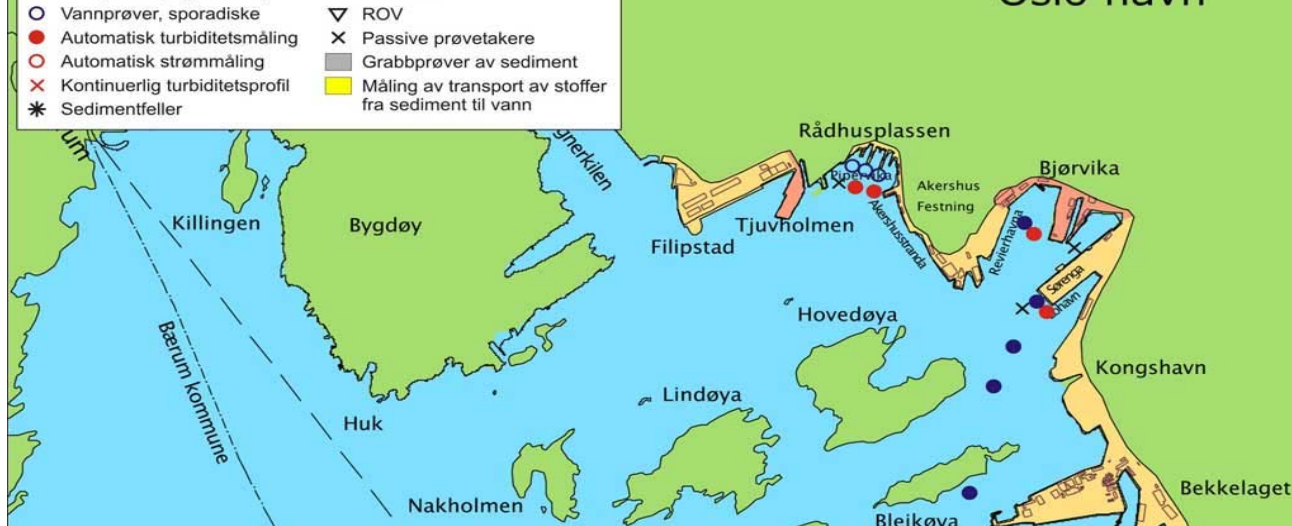 Oslo havn
Vannprøver, sporadiske
Automatisk turbiditetsmåling
Automatisk strømmåling
Kontinuerlig turbiditetsprofil
Sedimentfeller
ROV
Passive prøvetakere
Grabbprøver av sediment
Måling av transport av stoffer
fra sediment til vann
Rådhusplassen
Bjørvika
Pipervika
Akershus
Festning
Killingen
Bygdøy
Tjuvholmen
Filipstad
Akershusstranda
Revierhavna
Sørenga
Hovedøya
Kongshavn
Lindøya
Bærum kommune
Huk
Nakholmen
Bekkelaget
Bleikøya